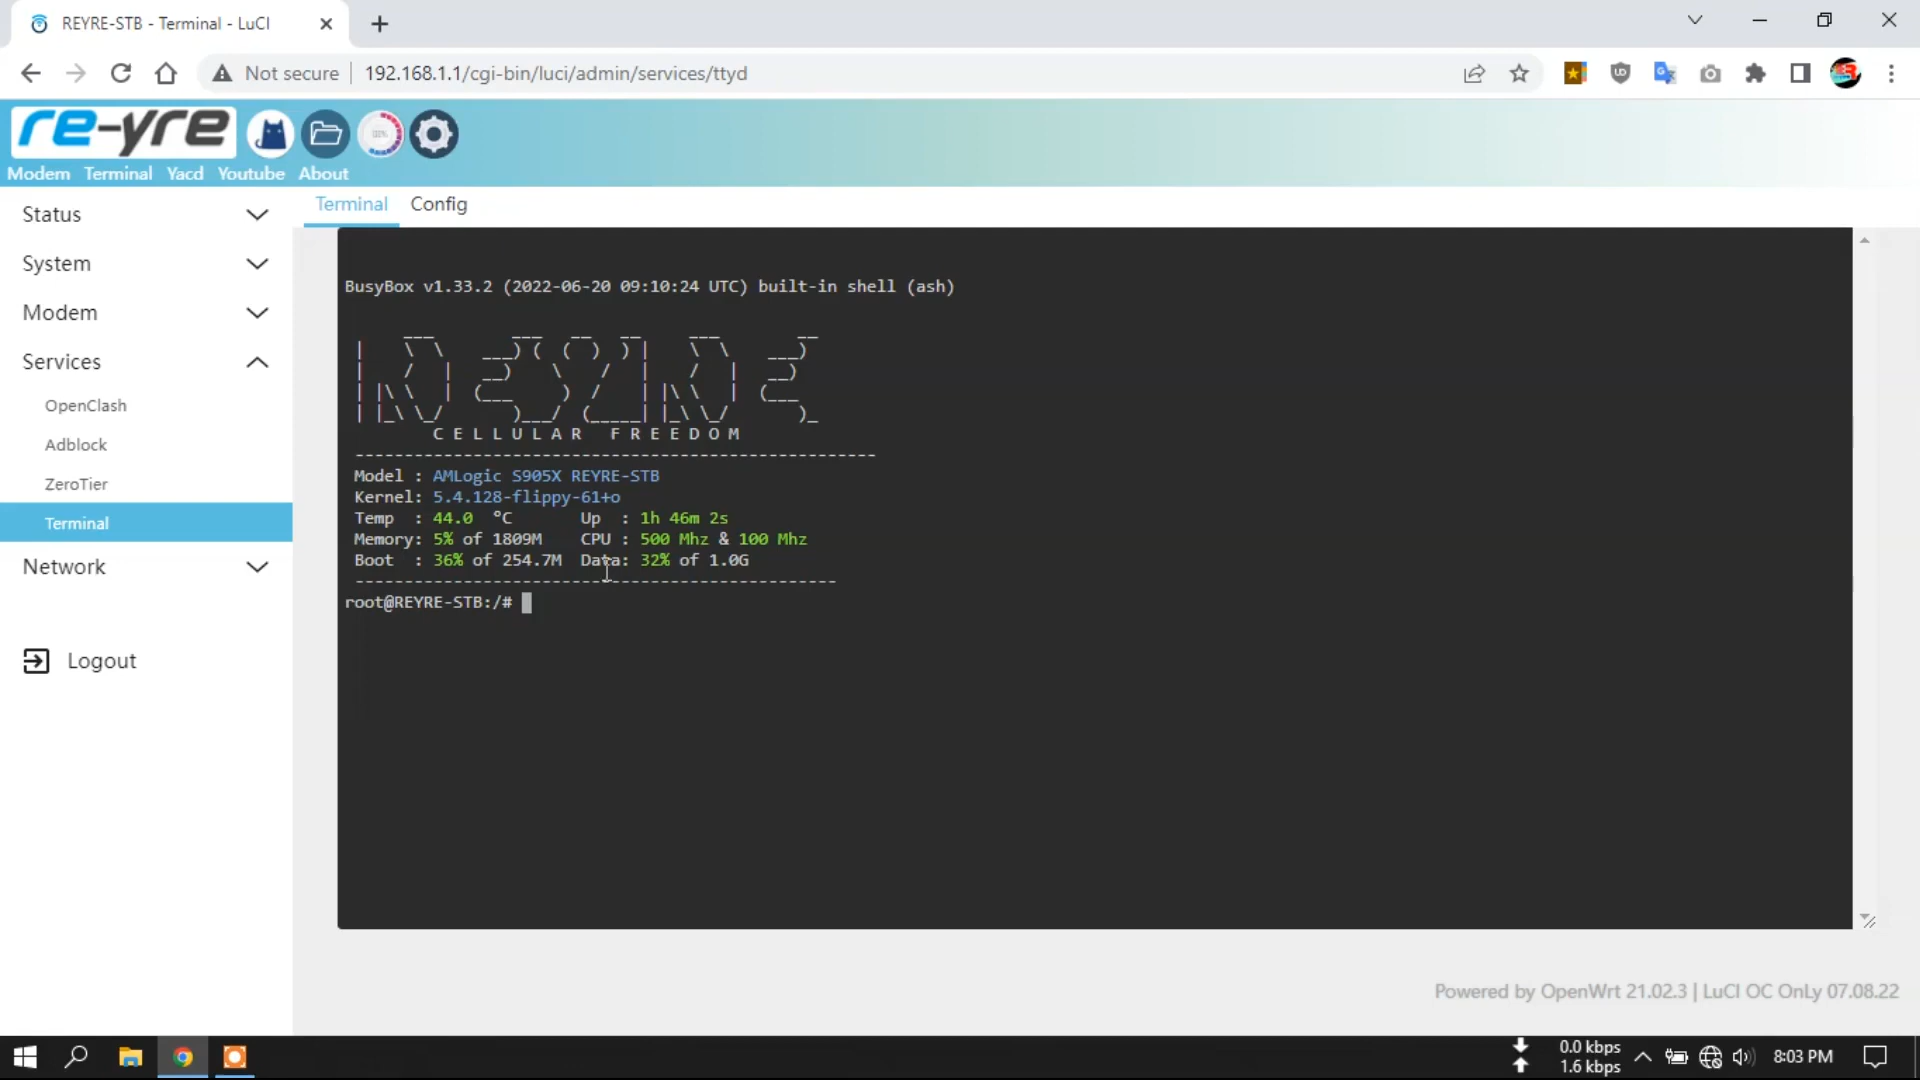 REYRE-STB - Terminal - LuCI
Not secure
192.168.1.1/cgi-bin/luci/admin/services/ttyd
re-yre
Modem Terminal Yacd Youtube About
Status
System
Modem
Services
OpenClash
Adblock
ZeroTier
Terminal
Network
Logout
Terminal Config
BusyBox v1.33.2 (2022-06-20 09:10:24 UTC) built-in shell (ash)
REYRE
C E L L U L A R   F R E E D O M
-----------------------------------------------------
Model : AMLogic S905X REYRE-STB
Kernel: 5.4.128-flippy-61+o
Temp  : 44.0  °C       Up  : 1h 46m 2s
Memory: 5% of 1809M    CPU : 500 Mhz & 100 Mhz
Boot  : 36% of 254.7M  Data: 32% of 1.0G
-------------------------------------------------
root@REYRE-STB:/#
Powered by OpenWrt 21.02.3 | LuCI OC OnLy 07.08.22
0.0 kbps
1.6 kbps
8:03 PM